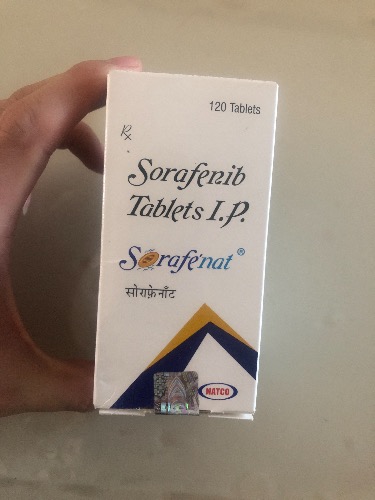 120 Tablets
Rx
Sorafenib
Tablets I.P.
Sorafenat®
सोराफ़ेनॉट
NATCO